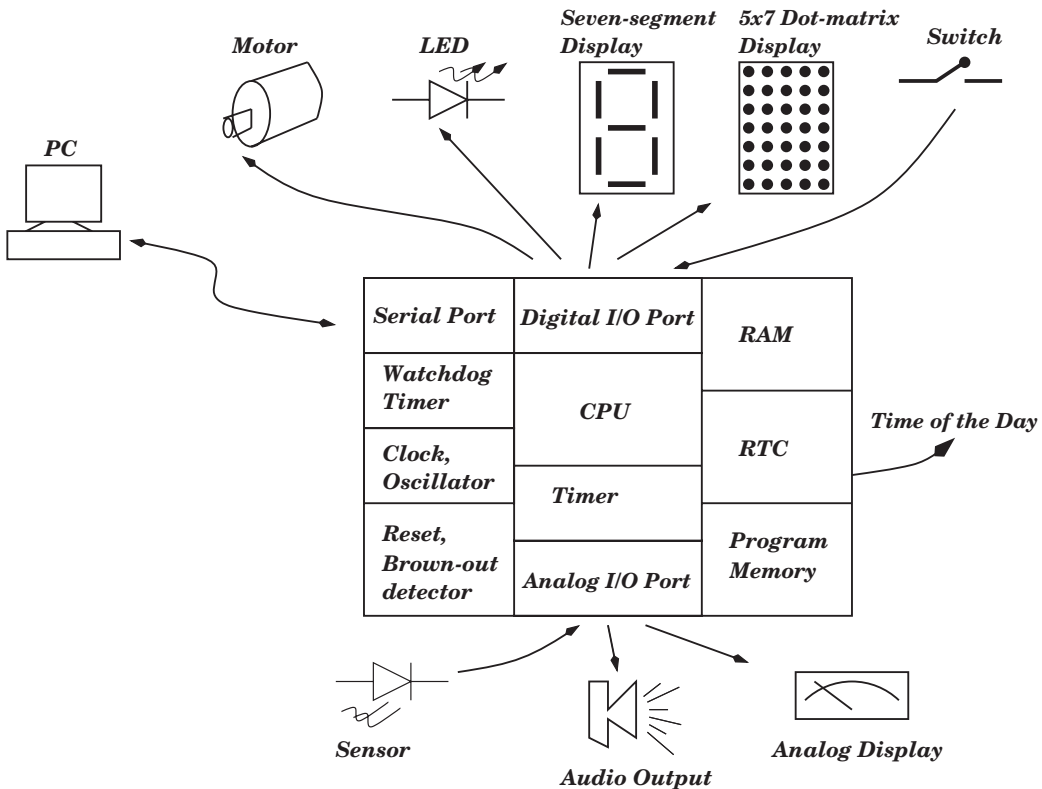 Seven-segment
Display
5x7 Dot-matrix
Display
Motor
LED
Switch
PC
Serial Port
Digital I/O Port
RAM
Watchdog
Timer
CPU
Time of the Day
Clock,
Oscillator
RTC
Timer
Reset,
Brown-out
detector
Program
Memory
Analog I/O Port
Sensor
Audio Output
Analog Display